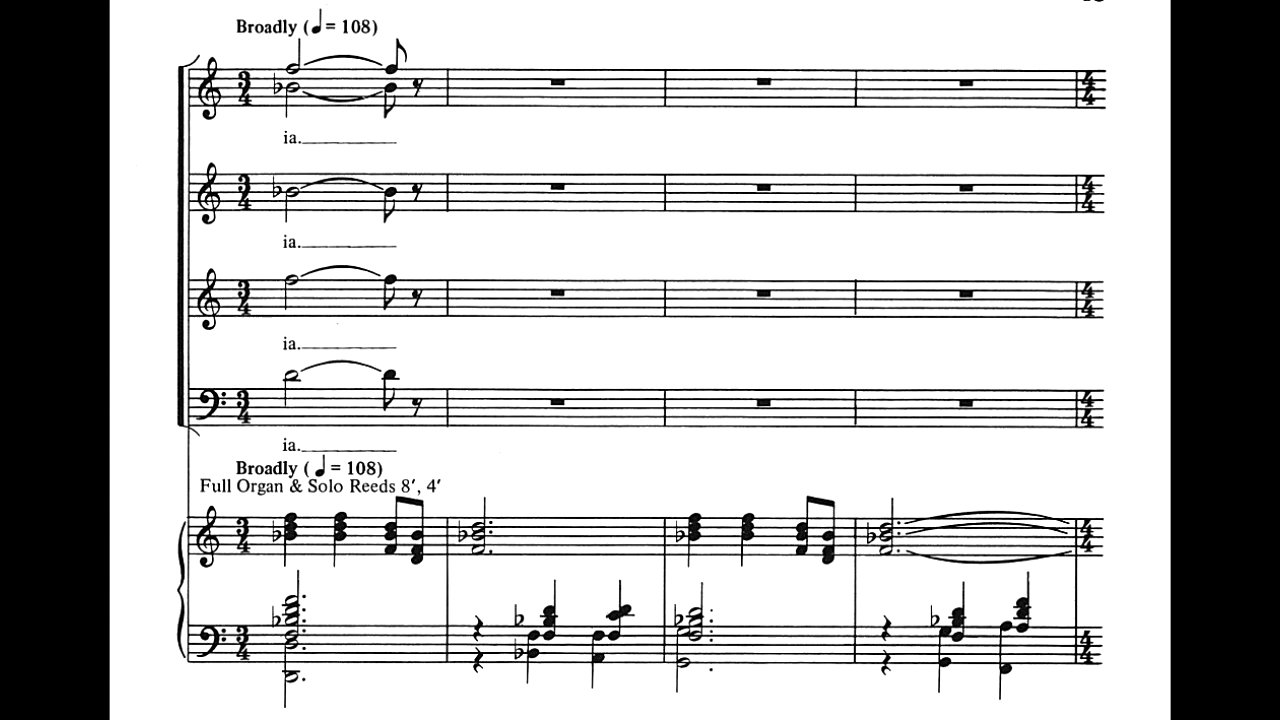 Broadly (♩= 108)
ia.
ia.
ia.
ia.
Broadly (♩= 108)
Full Organ & Solo Reeds 8′, 4′